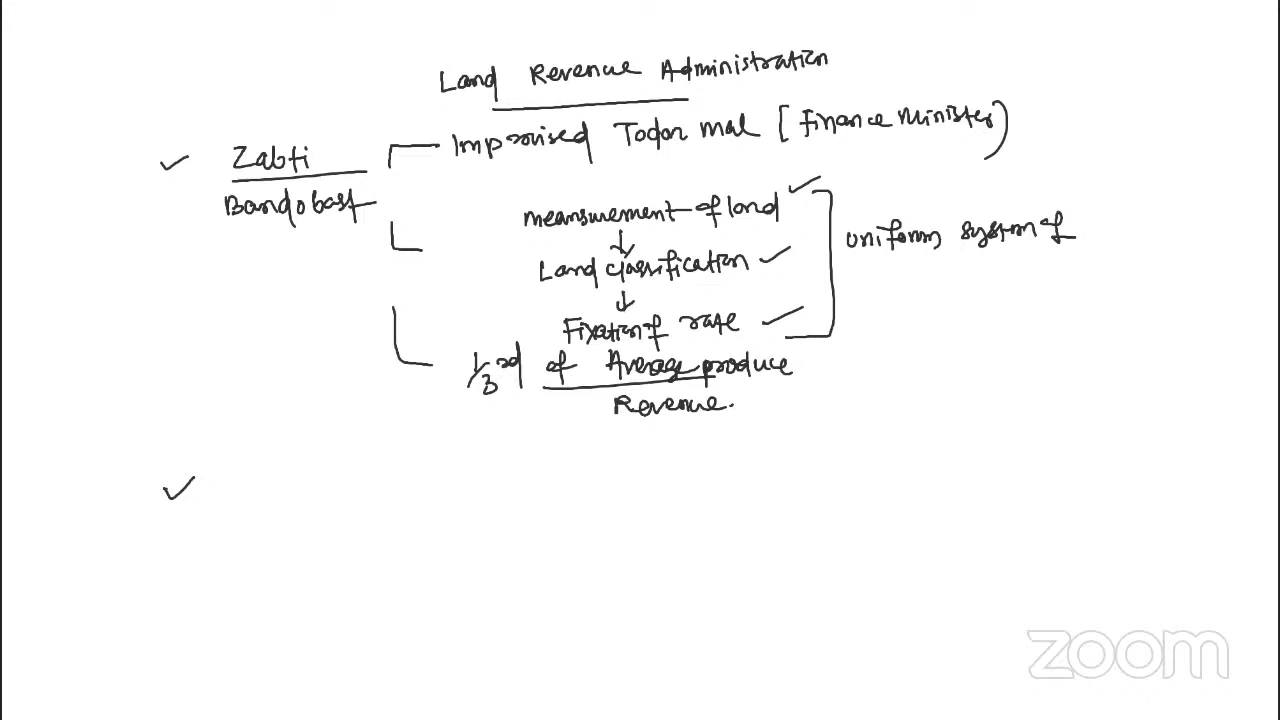 Land Revenue Administration
Zabti
Bandobast
Improvised Todor mal [Finance Minister)
measurement of land
Land classification
Fixation of rate
uniform system of
1/3rd of Average produce
Revenue.
zoom